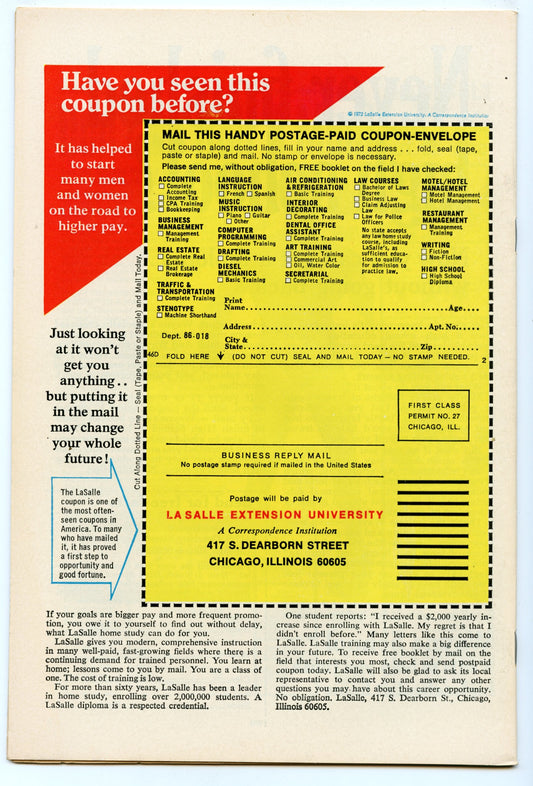 Have you seen this
coupon before?
© 1972 LaSalle Extension University, A Correspondence Institution
It has helped
to start
many men
and women
on the road to
higher pay.
Just looking
at it won't
get you
anything . .
but putting it
in the mail
may change
your whole
future!
The LaSalle
coupon is one of
the most often-
seen coupons in
America. To many
who have mailed
it, it has proved
a first step to
opportunity and
good fortune.
Cut Along Dotted Line — Seal (Tape, Paste or Staple) and Mail Today.
MAIL THIS HANDY POSTAGE-PAID COUPON-ENVELOPE
Cut coupon along dotted lines, fill in your name and address . . . fold, seal (tape,
paste or staple) and mail. No stamp or envelope is necessary.
Please send me, without obligation, FREE booklet on the field I have checked:
ACCOUNTING
□ Complete
Accounting
□ Income Tax
□ CPA Training
□ Bookkeeping
BUSINESS
MANAGEMENT
□ Management
Training
REAL ESTATE
□ Complete Real
Estate
□ Real Estate
Brokerage
TRAFFIC &
TRANSPORTATION
□ Complete Training
STENOTYPE
□ Machine Shorthand
LANGUAGE
INSTRUCTION
□ French □ Spanish
MUSIC
INSTRUCTION
□ Piano □ Guitar
□ Other
COMPUTER
PROGRAMMING
□ Complete Training
DRAFTING
□ Complete Training
DIESEL
MECHANICS
□ Basic Training
AIR CONDITIONING
& REFRIGERATION
□ Basic Training
INTERIOR
DECORATING
□ Complete Training
DENTAL OFFICE
ASSISTANT
□ Complete Training
ART TRAINING
□ Complete Training
□ Commercial Art
□ Oil, Water Color
SECRETARIAL
□ Complete Training
LAW COURSES
□ Bachelor of Laws
Degree
□ Business Law
□ Claim Adjusting
Law
□ Law for Police
Officers
No state accepts
any law home study
course, including
LaSalle's, as
sufficient educa-
tion to qualify
for admission to
practice law.
MOTEL/HOTEL
MANAGEMENT
□ Motel Management
□ Hotel Management
RESTAURANT
MANAGEMENT
□ Management
Training
WRITING
□ Fiction
□ Non-Fiction
HIGH SCHOOL
□ High School
Diploma
Print
Name.......................................................Age....
Address..............................................Apt. No......
Dept. 86-018
City &
State..............................................Zip..........
46D FOLD HERE ↓ (DO NOT CUT) SEAL AND MAIL TODAY — NO STAMP NEEDED. 2
FIRST CLASS
PERMIT NO. 27
CHICAGO, ILL.
BUSINESS REPLY MAIL
No postage stamp required if mailed in the United States
Postage will be paid by
LA SALLE EXTENSION UNIVERSITY
A Correspondence Institution
417 S. DEARBORN STREET
CHICAGO, ILLINOIS 60605
If your goals are bigger pay and more frequent promo-
tion, you owe it to yourself to find out without delay,
what LaSalle home study can do for you.
LaSalle gives you modern, comprehensive instruction
in many well-paid, fast-growing fields where there is a
continuing demand for trained personnel. You learn at
home; lessons come to you by mail. You are a class of
one. The cost of training is low.
For more than sixty years, LaSalle has been a leader
in home study, enrolling over 2,000,000 students. A
LaSalle diploma is a respected credential.
One student reports: "I received a $2,000 yearly in-
crease since enrolling with LaSalle. My regret is that I
didn't enroll before." Many letters like this come to
LaSalle. LaSalle training may also make a big difference
in your future. To receive free booklet by mail on the
field that interests you most, check and send postpaid
coupon today. LaSalle will also be glad to ask its local
representative to contact you and answer any other
questions you may have about this career opportunity.
No obligation. LaSalle, 417 S. Dearborn St., Chicago,
Illinois 60605.